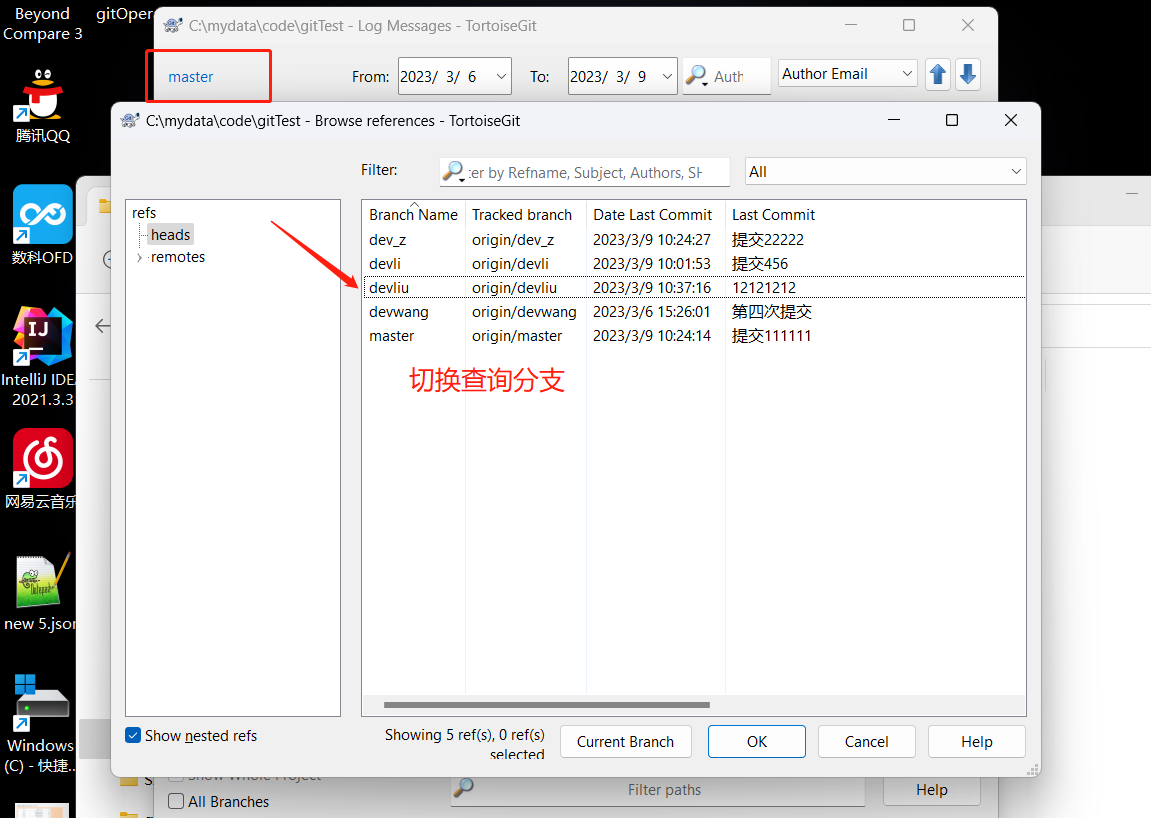 Beyond
Compare 3
gitOper
腾讯QQ
数科OFD
IntelliJ IDEA
2021.3.3
网易云音乐
new 5.json
Windows
(C) - 快捷...
C:\mydata\code\gitTest - Log Messages - TortoiseGit
master
From: 2023/ 3/ 6 To: 2023/ 3/ 9 Auth Author Email
C:\mydata\code\gitTest - Browse references - TortoiseGit
Filter: ter by Refname, Subject, Authors, SH All
refs
heads
remotes
Branch Name Tracked branch Date Last Commit Last Commit
dev_z origin/dev_z 2023/3/9 10:24:27 提交22222
devli origin/devli 2023/3/9 10:01:53 提交456
devliu origin/devliu 2023/3/9 10:37:16 12121212
devwang origin/devwang 2023/3/6 15:26:01 第四次提交
master origin/master 2023/3/9 10:24:14 提交111111
切换查询分支
Show nested refs
Showing 5 ref(s), 0 ref(s)
selected
Current Branch OK Cancel Help
Show Whole Project
All Branches
Filter paths
Help